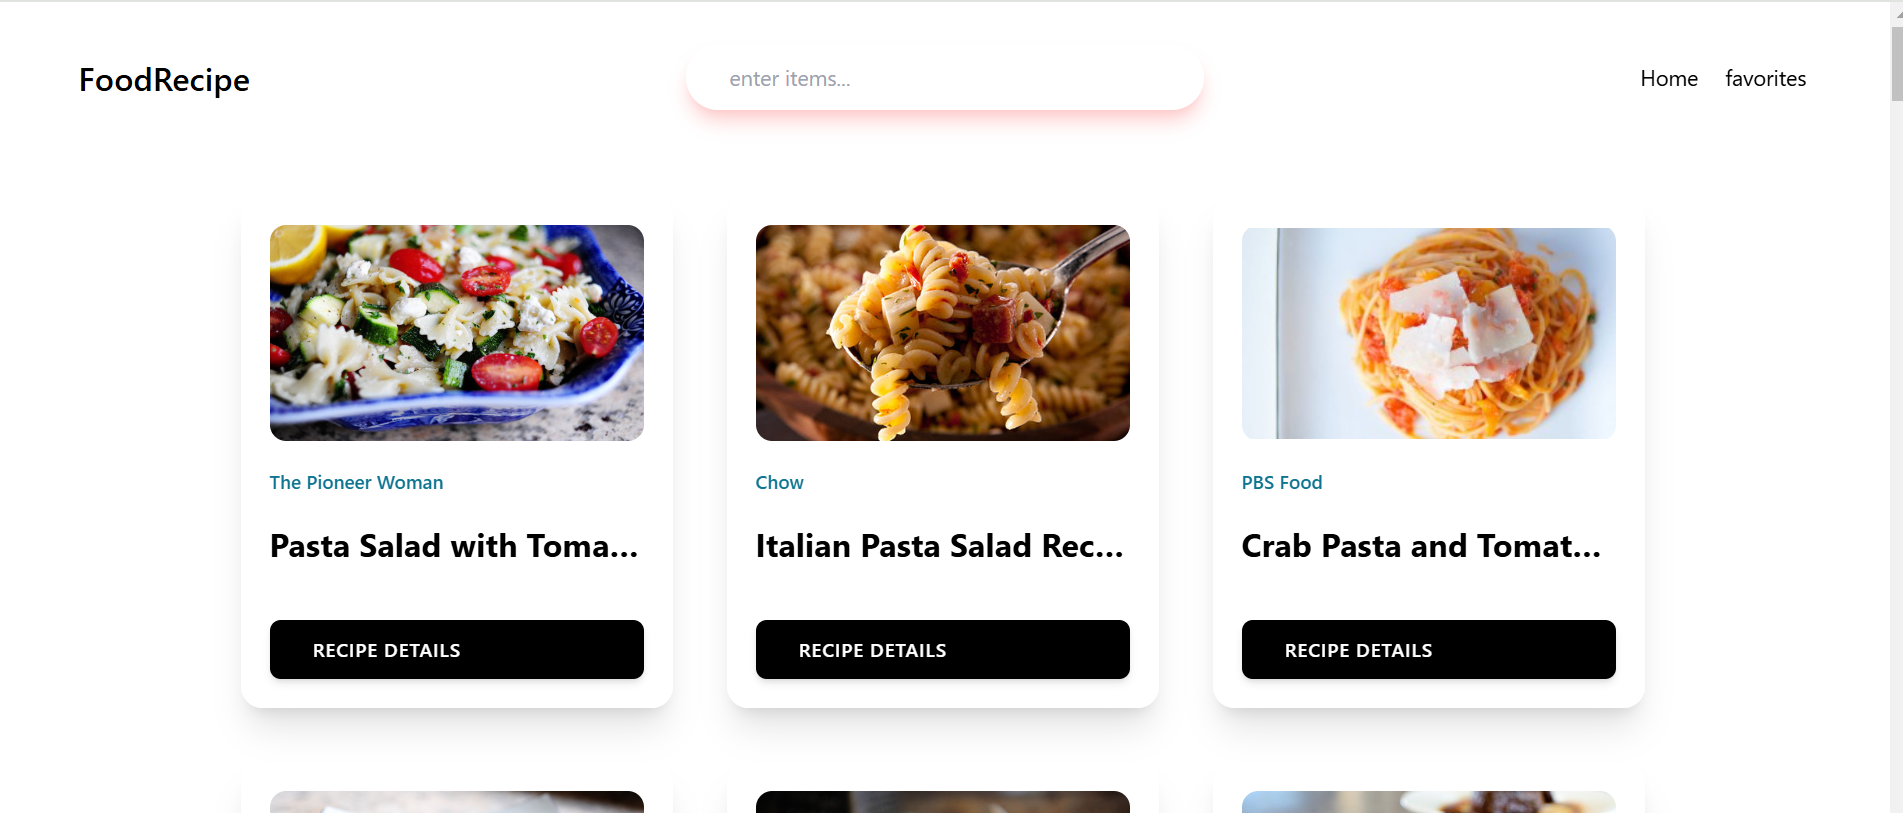 FoodRecipe
enter items...
Home favorites
The Pioneer Woman
Pasta Salad with Toma...
RECIPE DETAILS
Chow
Italian Pasta Salad Rec...
RECIPE DETAILS
PBS Food
Crab Pasta and Tomat...
RECIPE DETAILS